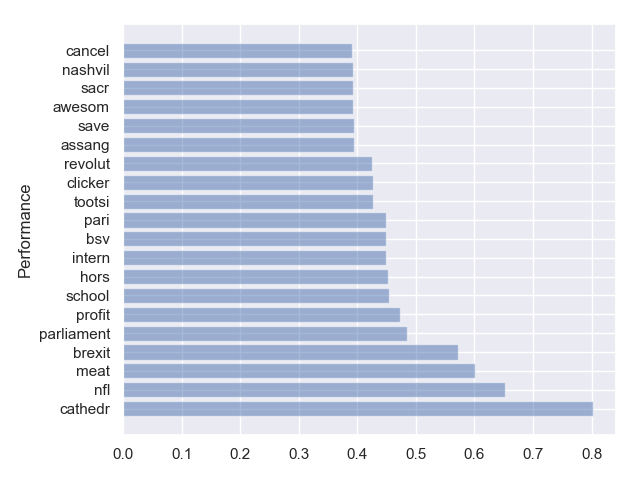 cancel
nashvil
sacr
awesom
save
assang
revolut
clicker
tootsi
pari
bsv
intern
hors
school
profit
parliament
brexit
meat
nfl
cathedr
Performance
0.0 0.1 0.2 0.3 0.4 0.5 0.6 0.7 0.8